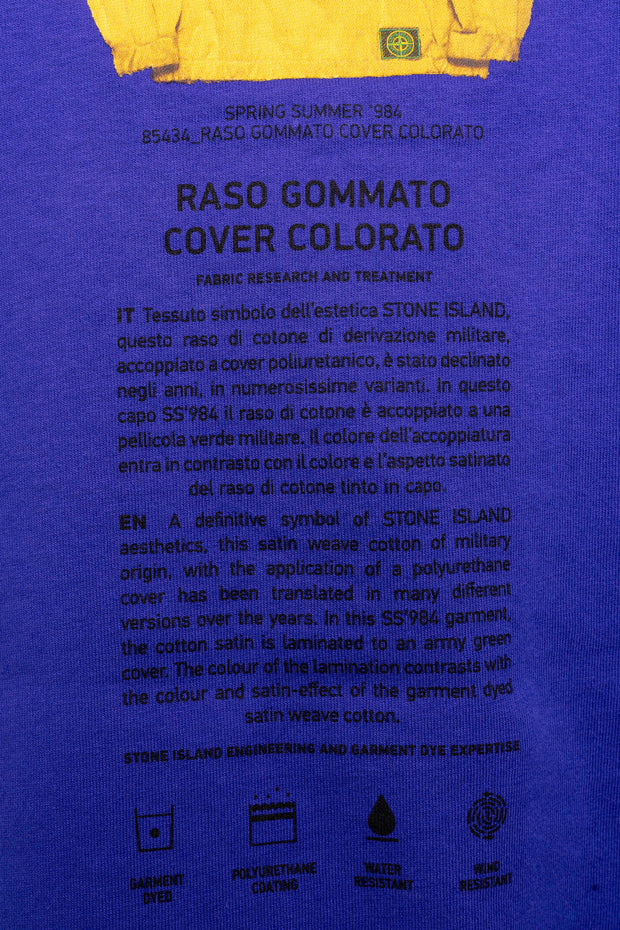 SPRING SUMMER '984
85434_RASO GOMMATO COVER COLORATO
RASO GOMMATO
COVER COLORATO
FABRIC RESEARCH AND TREATMENT
IT Tessuto simbolo dell'estetica STONE ISLAND,
questo raso di cotone di derivazione militare,
accoppiato a cover poliuretanico, è stato declinato
negli anni, in numerosissime varianti. In questo
capo SS'984 il raso di cotone è accoppiato a una
pellicola verde militare. Il colore dell'accoppiatura
entra in contrasto con il colore e l'aspetto satinato
del raso di cotone tinto in capo.
EN A definitive symbol of STONE ISLAND
aesthetics, this satin weave cotton of military
origin, with the application of a polyurethane
cover has been translated in many different
versions over the years. In this SS'984 garment,
the cotton satin is laminated to an army green
cover. The colour of the lamination contrasts with
the colour and satin-effect of the garment dyed
satin weave cotton.
STONE ISLAND ENGINEERING AND GARMENT DYE EXPERTISE
GARMENT
DYED
POLYURETHANE
COATING
WATER
RESISTANT
WIND
RESISTANT